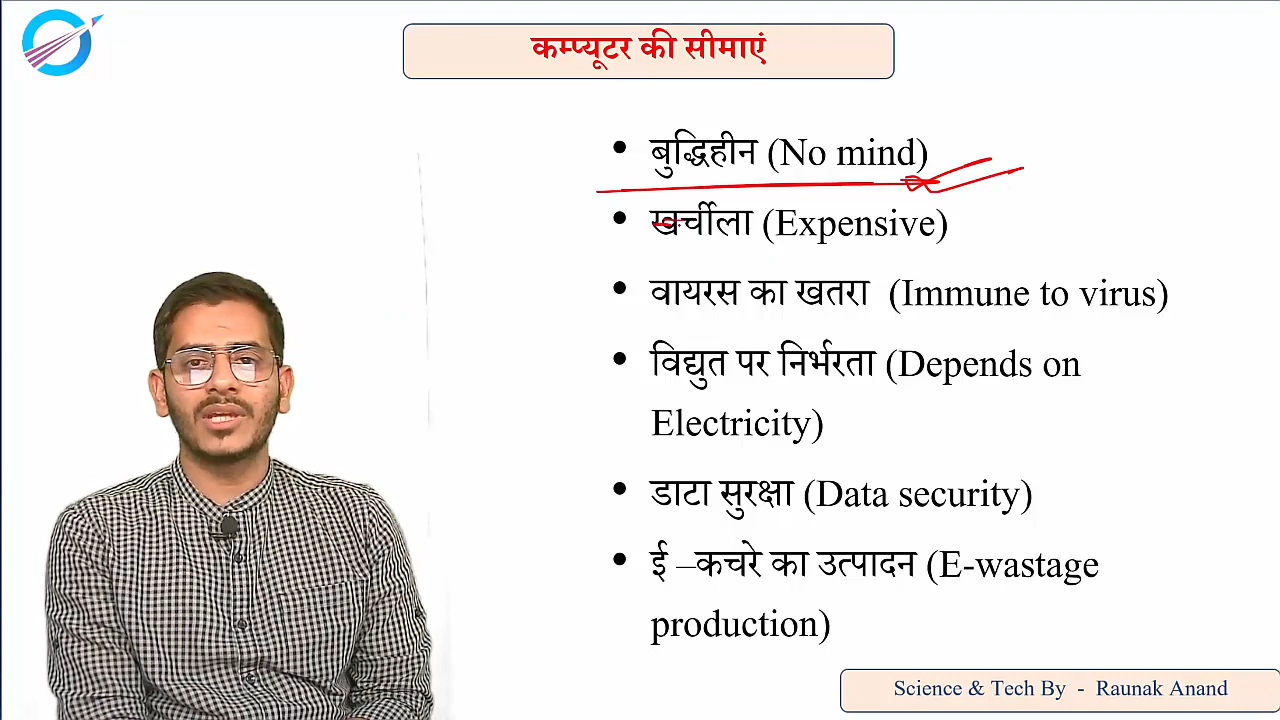 कम्प्यूटर की सीमाएं
• बुद्धिहीन (No mind)
• खर्चीला (Expensive)
• वायरस का खतरा (Immune to virus)
• विद्युत पर निर्भरता (Depends on
Electricity)
• डाटा सुरक्षा (Data security)
• ई –कचरे का उत्पादन (E-wastage
production)
Science & Tech By - Raunak Anand